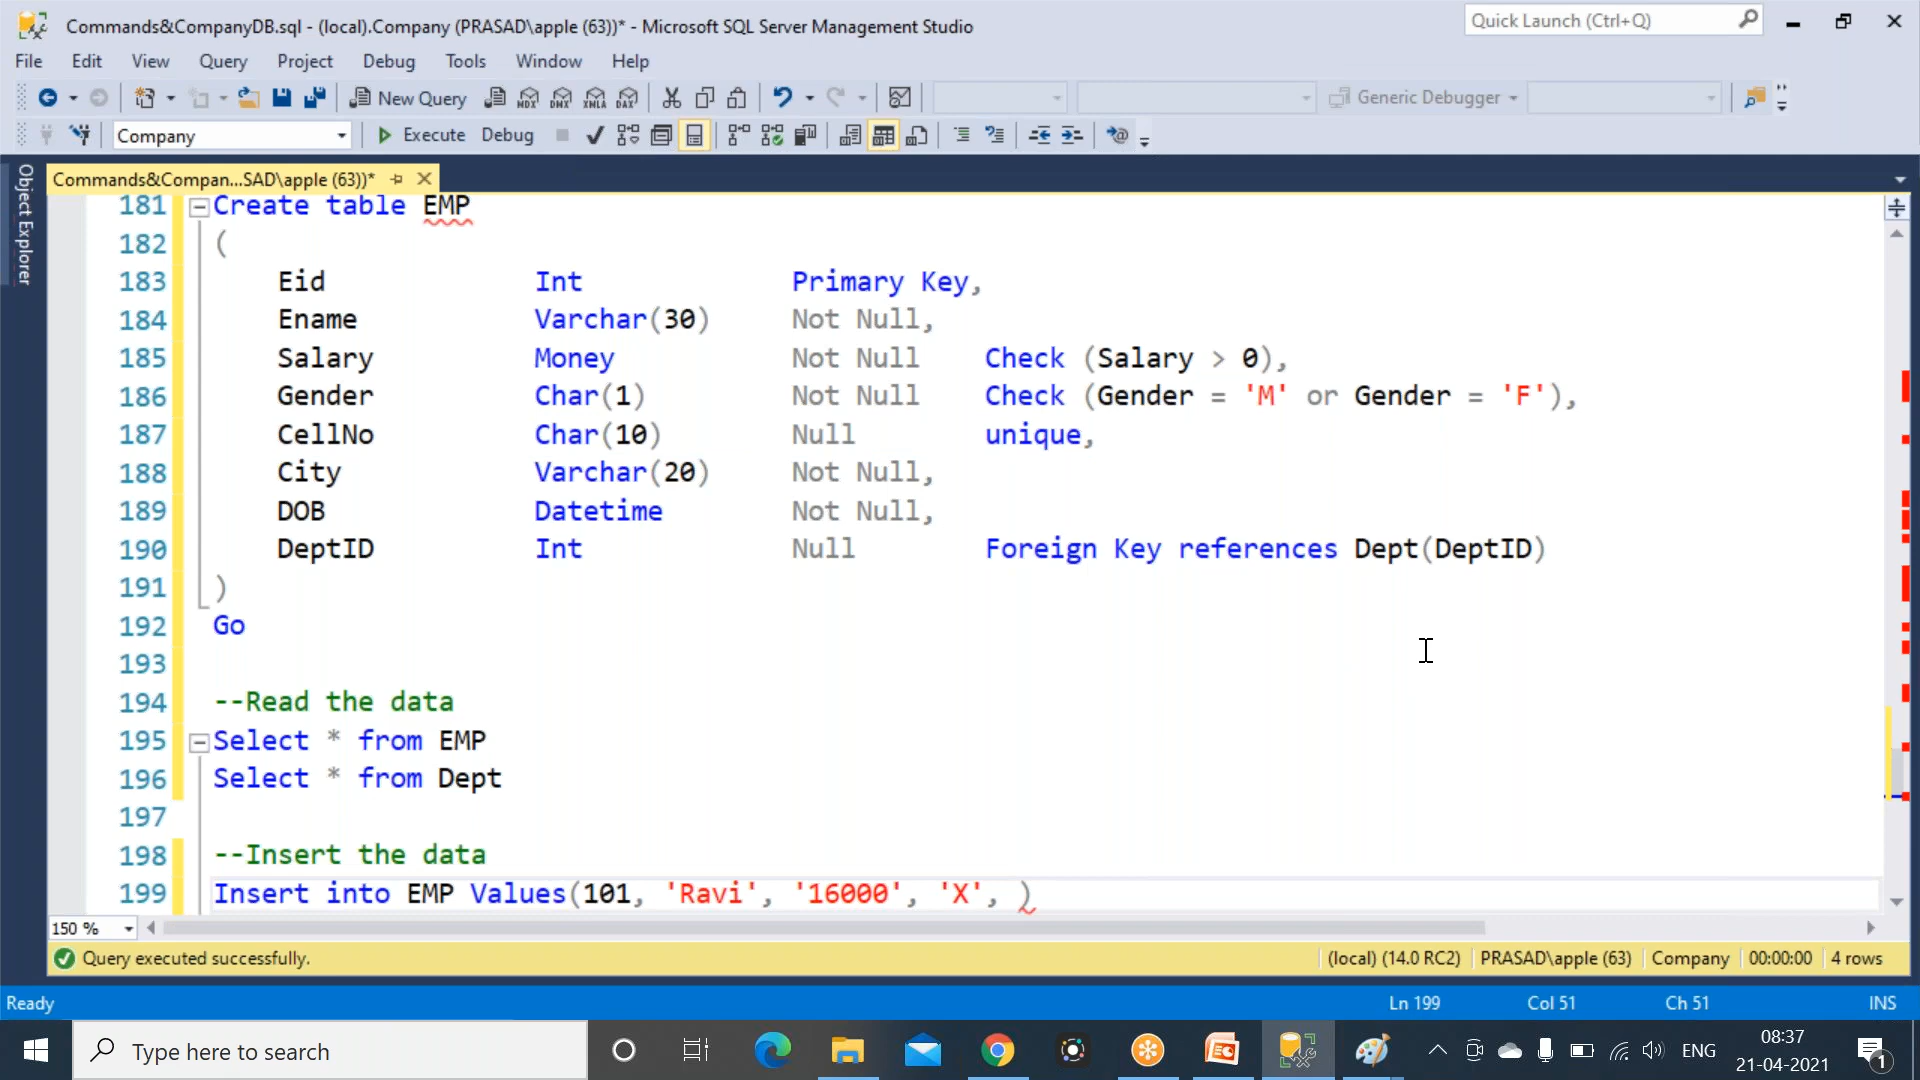 Commands&CompanyDB.sql - (local).Company (PRASAD\apple (63))* - Microsoft SQL Server Management Studio
Quick Launch (Ctrl+Q)
File Edit View Query Project Debug Tools Window Help
New Query MDX DMX XMLA DAX Generic Debugger
Company Execute Debug
Object Explorer
Commands&Compan...SAD\apple (63))*
181 Create table EMP
182 (
183 Eid Int Primary Key,
184 Ename Varchar(30) Not Null,
185 Salary Money Not Null Check (Salary > 0),
186 Gender Char(1) Not Null Check (Gender = 'M' or Gender = 'F'),
187 CellNo Char(10) Null unique,
188 City Varchar(20) Not Null,
189 DOB Datetime Not Null,
190 DeptID Int Null Foreign Key references Dept(DeptID)
191 )
192 Go
193
194 --Read the data
195 Select * from EMP
196 Select * from Dept
197
198 --Insert the data
199 Insert into EMP Values(101, 'Ravi', '16000', 'X', )
150 %
Query executed successfully. (local) (14.0 RC2) PRASAD\apple (63) Company 00:00:00 4 rows
Ready Ln 199 Col 51 Ch 51 INS
Type here to search ENG 08:37
21-04-2021
1